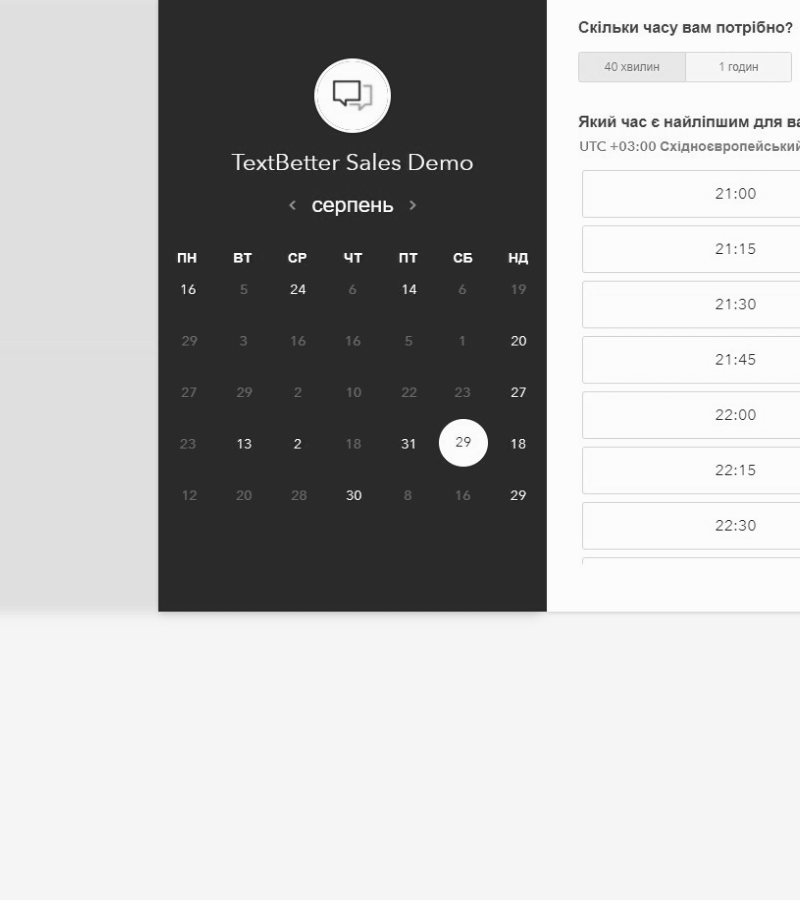 TextBetter Sales Demo
серпень
ПН ВТ СР ЧТ ПТ СБ НД
16 5 24 6 14 6 19
29 3 16 16 5 1 20
27 29 2 10 22 23 27
23 13 2 18 31 29 18
12 20 28 30 8 16 29
Скільки часу вам потрібно?
40 хвилин 1 годин
Який час є найліпшим для
UTC +03:00 Східноєвропейський
21:00
21:15
21:30
21:45
22:00
22:15
22:30